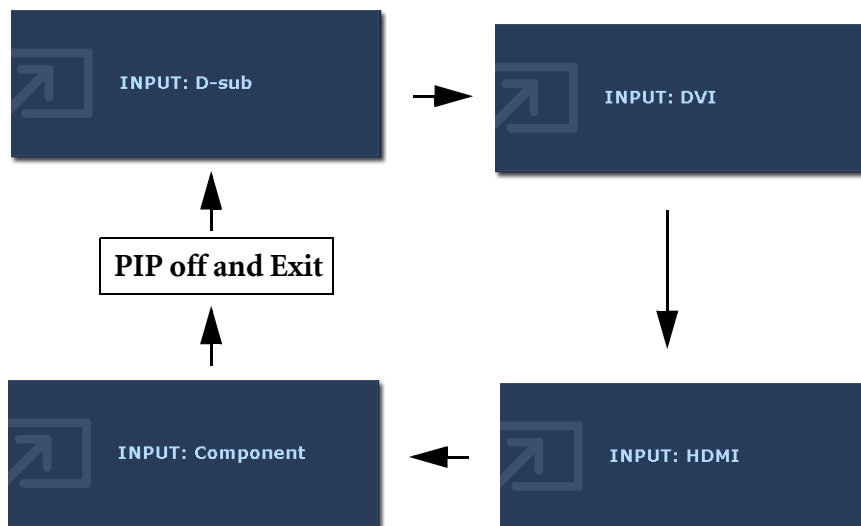 INPUT: D-sub
INPUT: DVI
PIP off and Exit
INPUT: Component
INPUT: HDMI